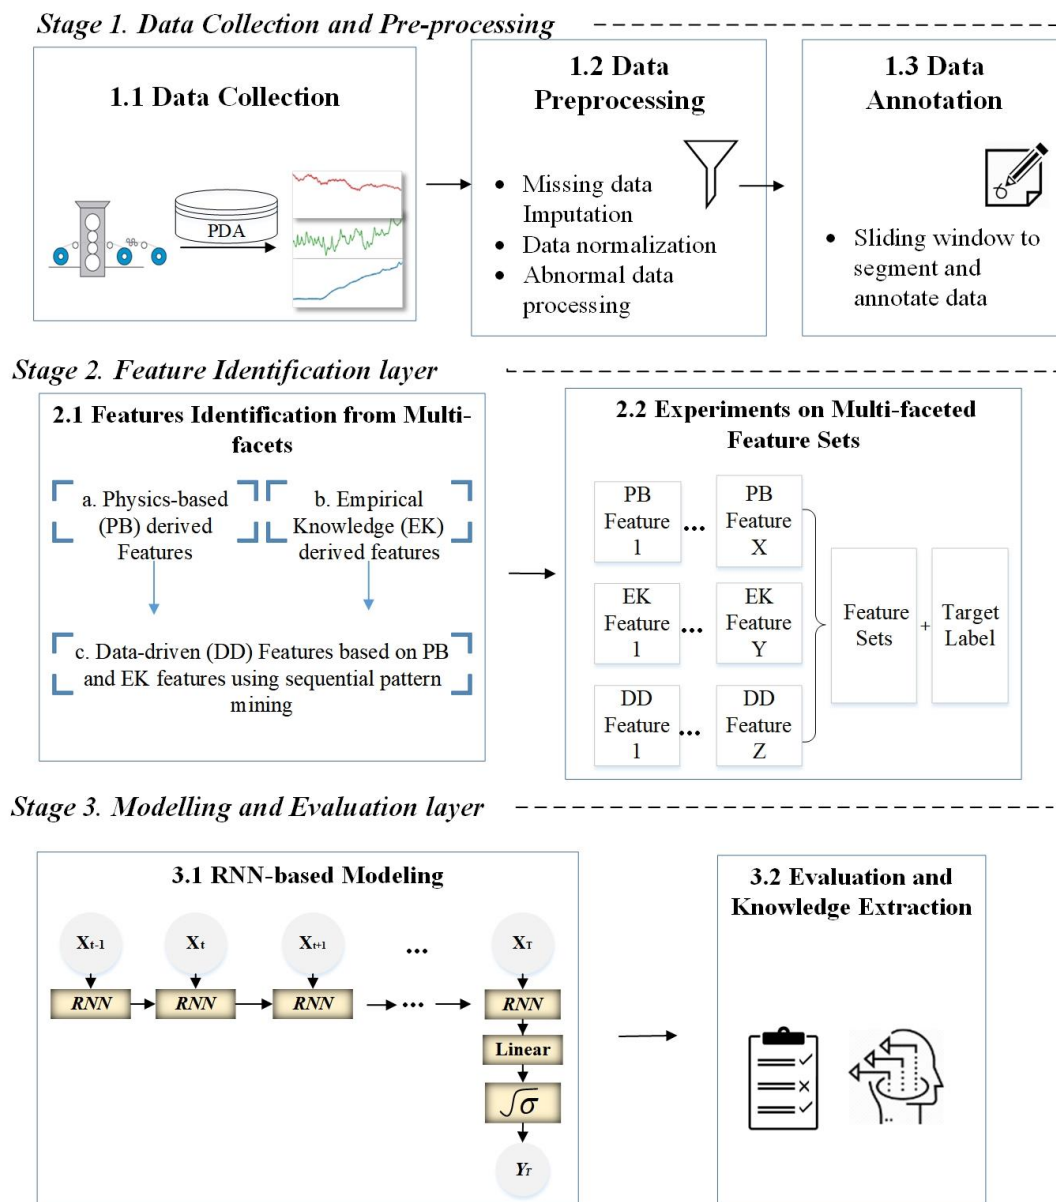 Stage 1. Data Collection and Pre-processing
1.1 Data Collection
PDA
1.2 Data
Preprocessing
• Missing data
Imputation
• Data normalization
• Abnormal data
processing
1.3 Data
Annotation
• Sliding window to
segment and
annotate data
Stage 2. Feature Identification layer
2.1 Features Identification from Multi-
facets
a. Physics-based
(PB) derived
Features
b. Empirical
Knowledge (EK)
derived features
c. Data-driven (DD) Features based on PB
and EK features using sequential pattern
mining
2.2 Experiments on Multi-faceted
Feature Sets
PB
Feature
1
...
PB
Feature
X
EK
Feature
1
...
EK
Feature
Y
DD
Feature
1
...
DD
Feature
Z
Feature
Sets
+
Target
Label
Stage 3. Modelling and Evaluation layer
3.1 RNN-based Modeling
Xt-1
Xt
Xt+1
...
XT
RNN
RNN
RNN
...
RNN
Linear
σ
YT
3.2 Evaluation and
Knowledge Extraction